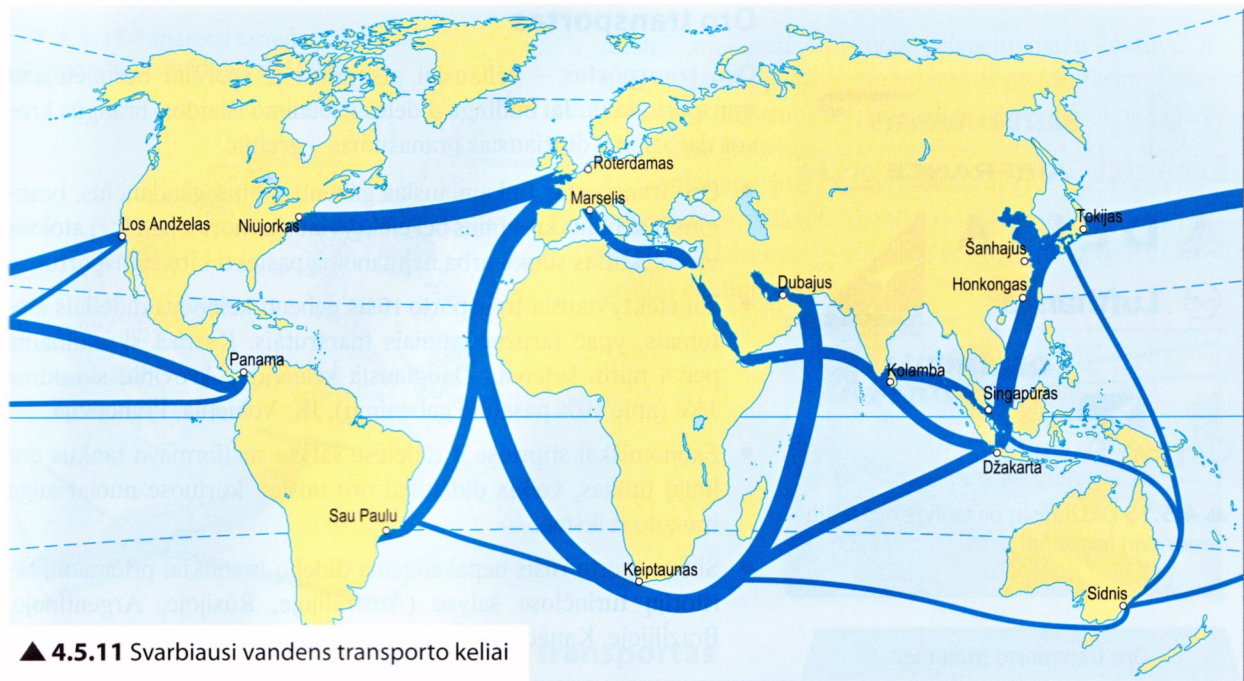 Roterdamas
Marselis
Los Andželas
Niujorkas
Tokijas
Šanhajus
Honkongas
Dubajus
Panama
Kolamba
Singapūras
Džakarta
Sau Paulu
Keiptaunas
Sidnis
▲ 4.5.11 Svarbiausi vandens transporto keliai